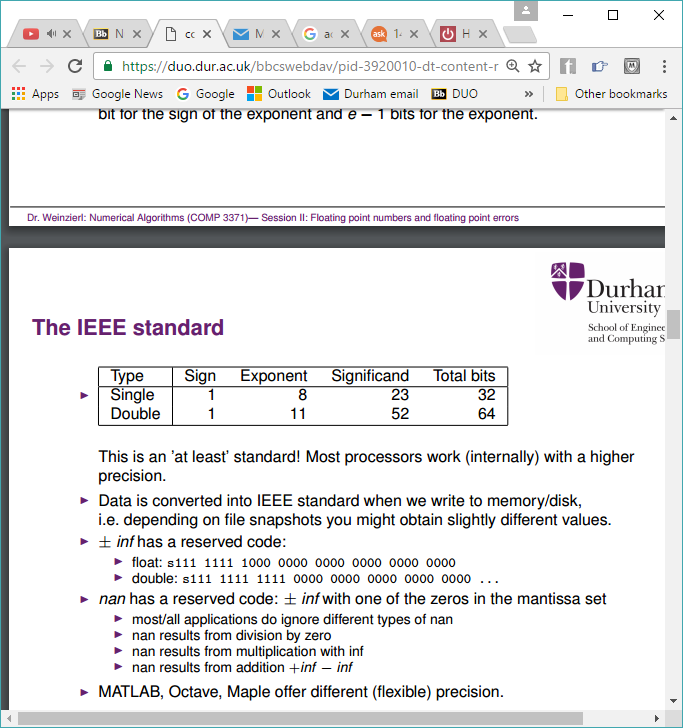 Bb N
cc
M
ac
ask 14
H
https://duo.dur.ac.uk/bbcswebdav/pid-3920010-dt-content-r
Apps Google News Google Outlook Durham email Bb DUO » Other bookmarks
bit for the sign of the exponent and e – 1 bits for the exponent.
Dr. Weinzierl: Numerical Algorithms (COMP 3371)— Session II: Floating point numbers and floating point errors
Durhar
University
School of Enginee
and Computing S
The IEEE standard
Type Sign Exponent Significand Total bits
Single 1 8 23 32
Double 1 11 52 64
This is an 'at least' standard! Most processors work (internally) with a higher
precision.
Data is converted into IEEE standard when we write to memory/disk,
i.e. depending on file snapshots you might obtain slightly different values.
± inf has a reserved code:
float: s111 1111 1000 0000 0000 0000 0000 0000
double: s111 1111 1111 0000 0000 0000 0000 0000 ...
nan has a reserved code: ± inf with one of the zeros in the mantissa set
most/all applications do ignore different types of nan
nan results from division by zero
nan results from multiplication with inf
nan results from addition +inf – inf
MATLAB, Octave, Maple offer different (flexible) precision.